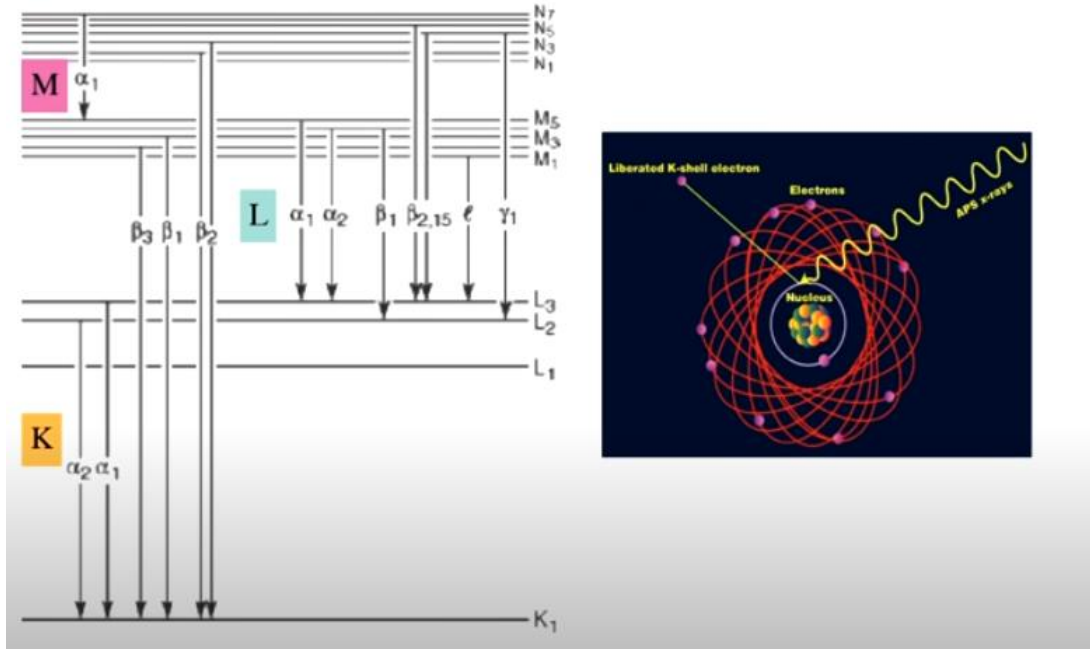 N₇
N₅
N₃
N₁
M
α₁
M₅
M₃
M₁
L
β₃ β₁ β₂
α₁ α₂ β₁ β₂,₁₅ ℓ γ₁
L₃
L₂
L₁
K
α₂ α₁
K₁
Liberated K-shell electron
Electrons
APS x-rays
Nucleus